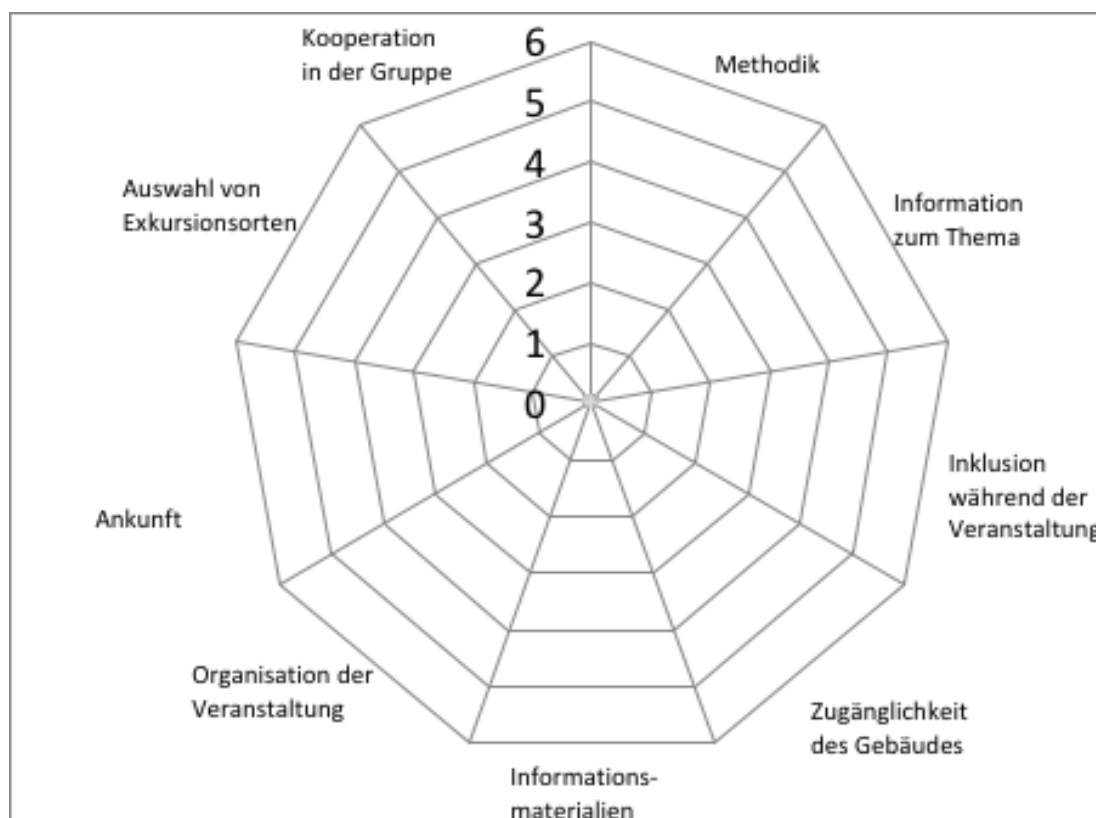 Kooperation
in der Gruppe
6
Methodik
5
4
Auswahl von
Exkursionsorten
Information
zum Thema
3
2
1
0
Inklusion
während der
Veranstaltung
Ankunft
Organisation der
Veranstaltung
Zugänglichkeit
des Gebäudes
Informations-
materialien